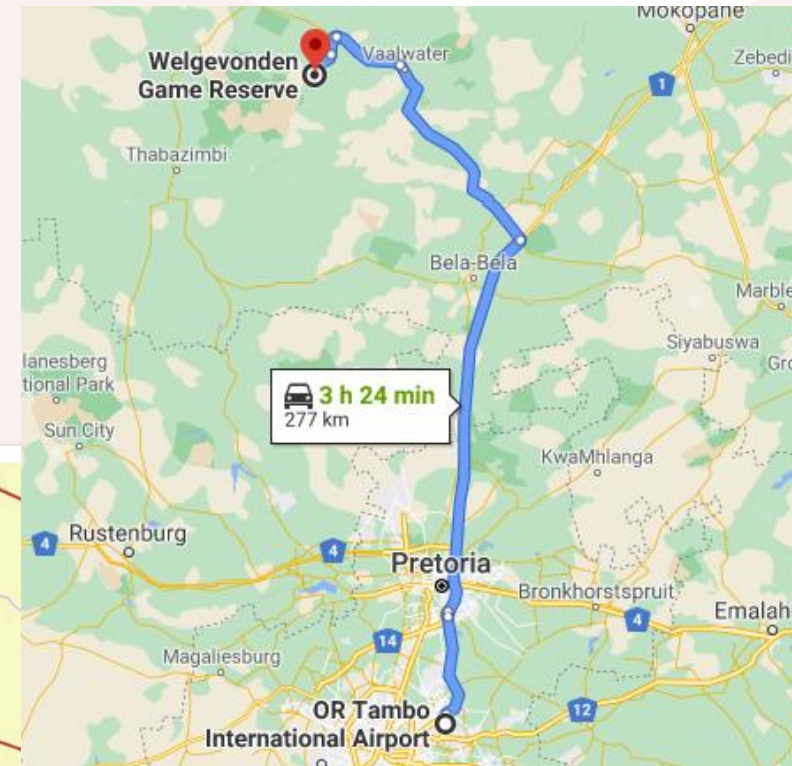 Mokopane
Welgevonden
Game Reserve
Vaalwater
Zebedi
1
Thabazimbi
Bela-Bela
Marble
Siyabuswa
Gro
lanesberg
tional Park
3 h 24 min
277 km
Sun City
KwaMhlanga
4
Rustenburg
4
Pretoria
Bronkhorstspruit
4
Emalah
14
Magaliesburg
OR Tambo
International Airport
12